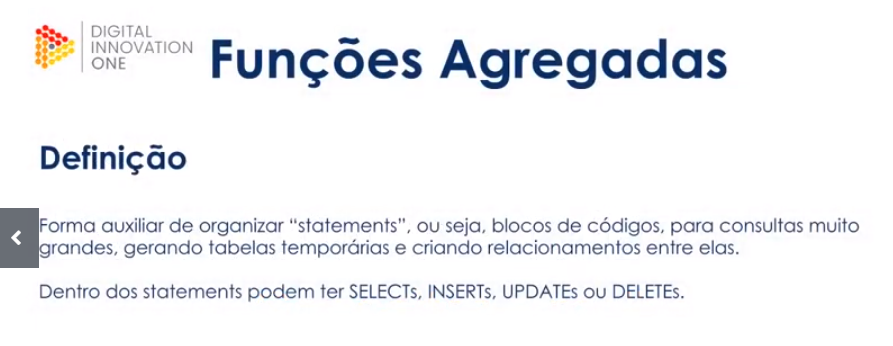 DIGITAL
INNOVATION
ONE
Funções Agregadas
Definição
Forma auxiliar de organizar “statements”, ou seja, blocos de códigos, para consultas muito
grandes, gerando tabelas temporárias e criando relacionamentos entre elas.
Dentro dos statements podem ter SELECTs, INSERTs, UPDATEs ou DELETEs.